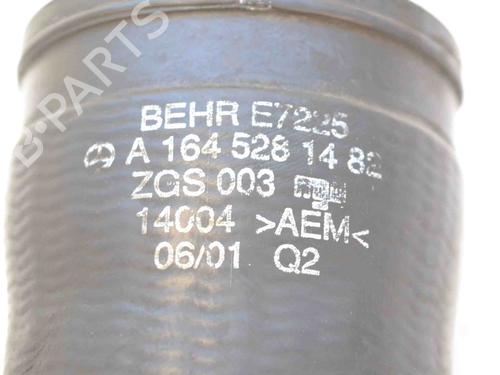 BEHR E7225
A 164 528 14 82
ZGS 003
14004 >AEM<
06/01 Q2
B-PARTS